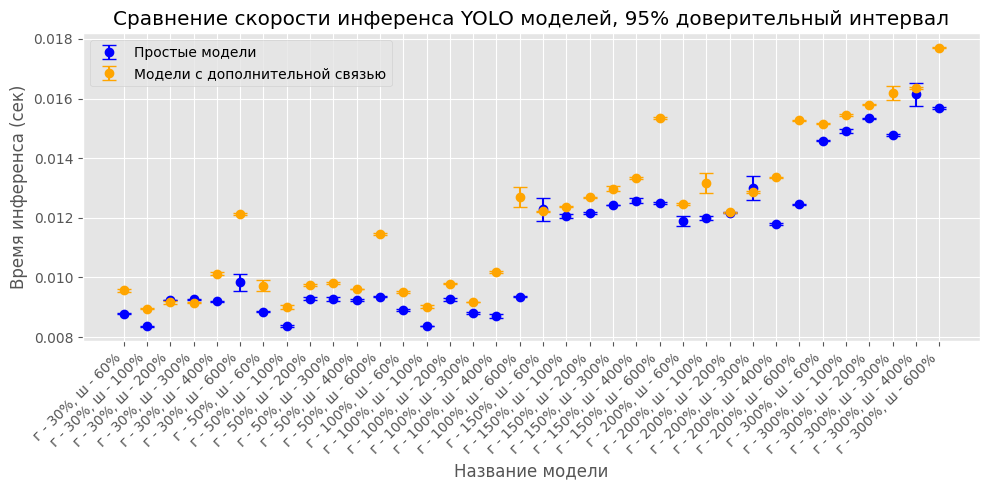 Сравнение скорости инференса YOLO моделей, 95% доверительный интервал
Простые модели
Модели с дополнительной связью
Время инференса (сек)
0.018
0.016
0.014
0.012
0.010
0.008
г - 30%, ш - 60%
г - 30%, ш - 100%
г - 30%, ш - 200%
г - 30%, ш - 300%
г - 30%, ш - 400%
г - 30%, ш - 600%
г - 50%, ш - 60%
г - 50%, ш - 100%
г - 50%, ш - 200%
г - 50%, ш - 300%
г - 50%, ш - 400%
г - 50%, ш - 600%
г - 100%, ш - 60%
г - 100%, ш - 100%
г - 100%, ш - 200%
г - 100%, ш - 300%
г - 100%, ш - 400%
г - 100%, ш - 600%
г - 150%, ш - 60%
г - 150%, ш - 100%
г - 150%, ш - 200%
г - 150%, ш - 300%
г - 150%, ш - 400%
г - 150%, ш - 600%
г - 200%, ш - 60%
г - 200%, ш - 100%
г - 200%, ш - 200%
г - 200%, ш - 300%
г - 200%, ш - 400%
г - 200%, ш - 600%
г - 300%, ш - 60%
г - 300%, ш - 100%
г - 300%, ш - 200%
г - 300%, ш - 300%
г - 300%, ш - 400%
г - 300%, ш - 600%
Название модели